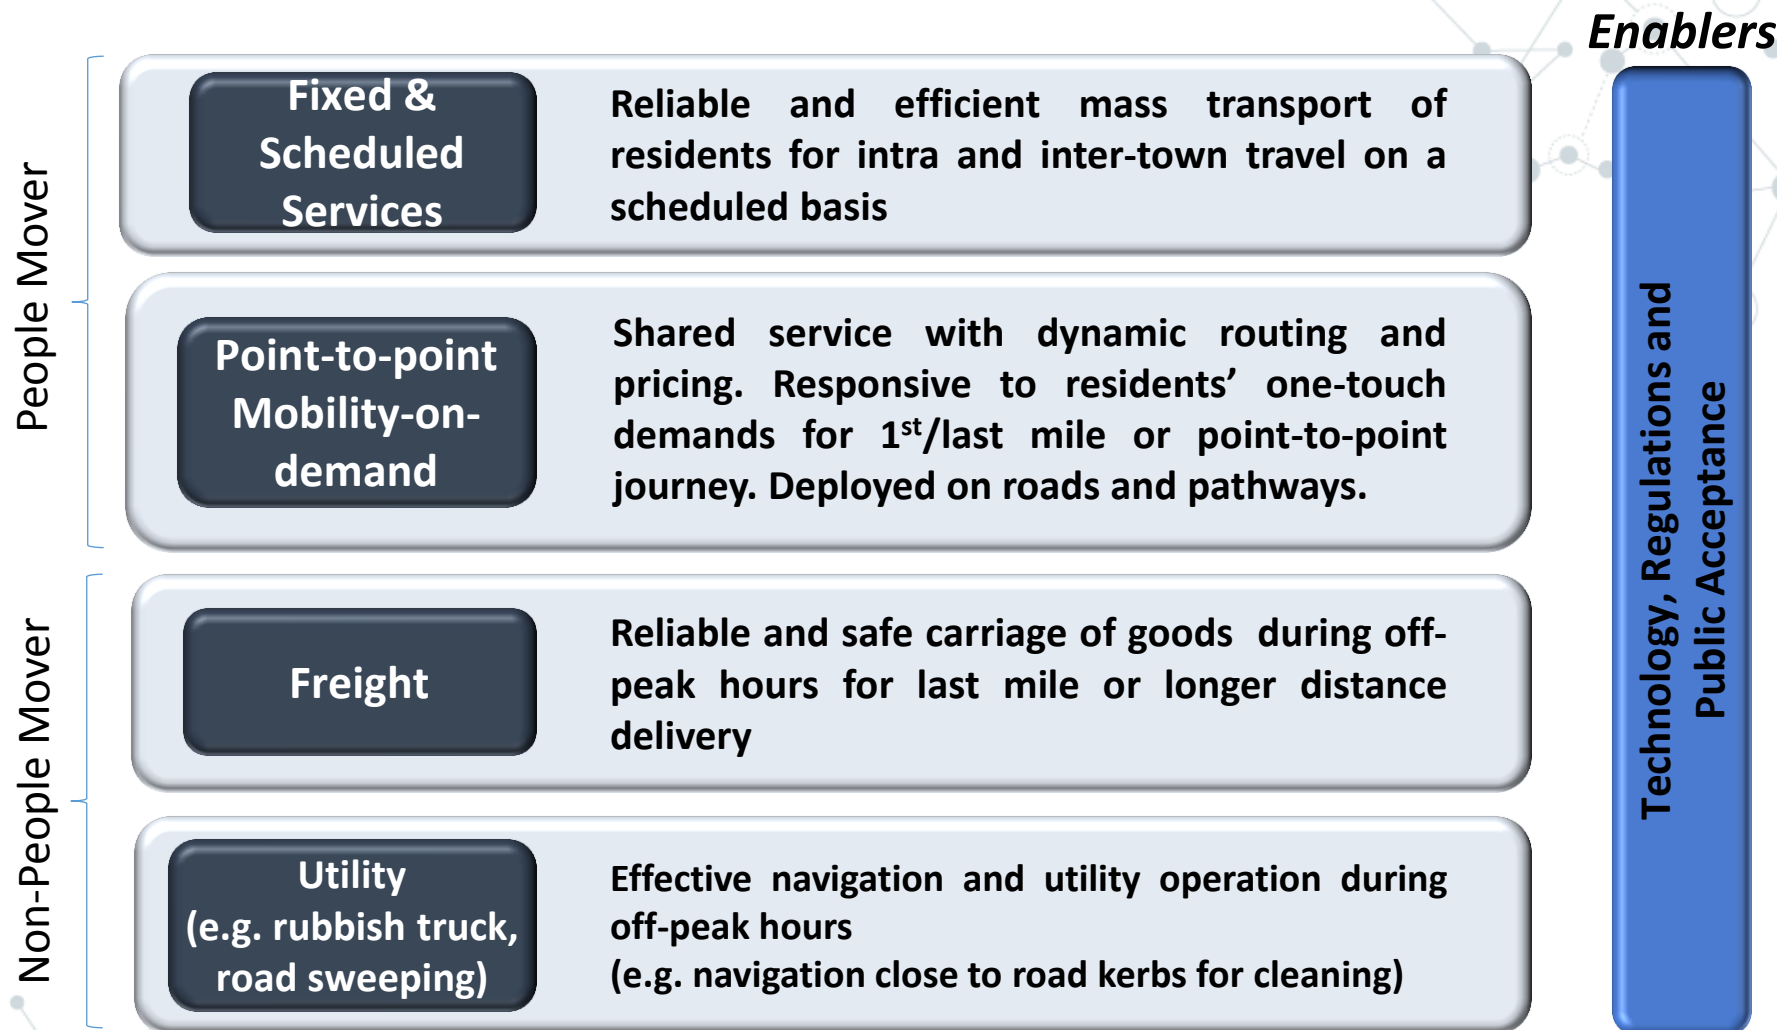 Enablers
People Mover
Fixed &
Scheduled
Services
Reliable and efficient mass transport of
residents for intra and inter-town travel on a
scheduled basis
Point-to-point
Mobility-on-
demand
Shared service with dynamic routing and
pricing. Responsive to residents’ one-touch
demands for 1st/last mile or point-to-point
journey. Deployed on roads and pathways.
Non-People Mover
Freight
Reliable and safe carriage of goods during off-
peak hours for last mile or longer distance
delivery
Utility
(e.g. rubbish truck,
road sweeping)
Effective navigation and utility operation during
off-peak hours
(e.g. navigation close to road kerbs for cleaning)
Technology, Regulations and
Public Acceptance